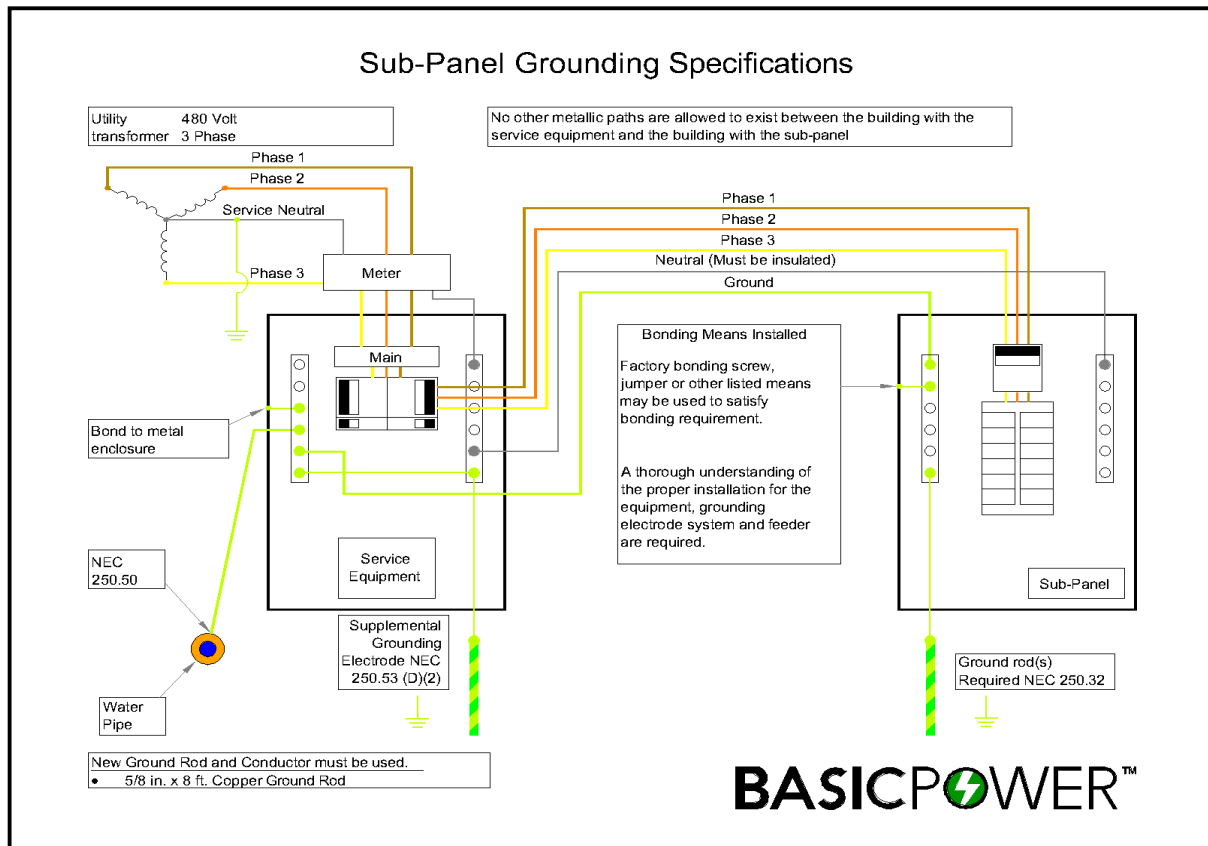 Sub-Panel Grounding Specifications
Utility 480 Volt
transformer 3 Phase
No other metallic paths are allowed to exist between the building with the
service equipment and the building with the sub-panel
Phase 1
Phase 2
Service Neutral
Phase 3
Meter
Phase 1
Phase 2
Phase 3
Neutral (Must be insulated)
Ground
Main
Bonding Means Installed
Factory bonding screw,
jumper or other listed means
may be used to satisfy
bonding requirement.
A thorough understanding of
the proper installation for the
equipment, grounding
electrode system and feeder
are required.
Bond to metal
enclosure
NEC
250.50
Service
Equipment
Sub-Panel
Supplemental
Grounding
Electrode NEC
250.53 (D)(2)
Ground rod(s)
Required NEC 250.32
Water
Pipe
New Ground Rod and Conductor must be used.
• 5/8 in. x 8 ft. Copper Ground Rod
BASICPOWER™